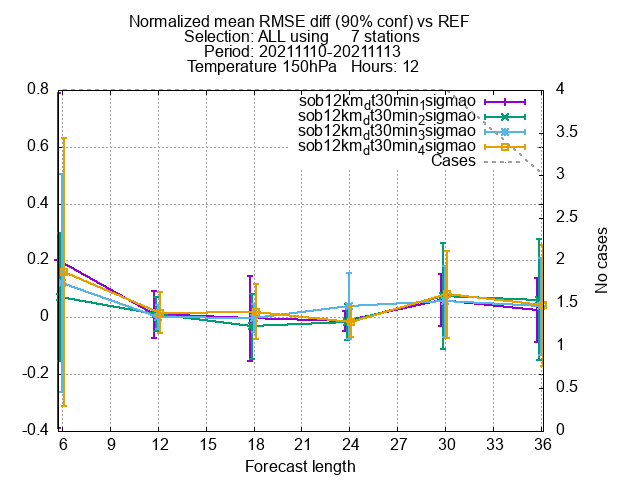 Normalized mean RMSE diff (90% conf) vs REF
Selection: ALL using     7 stations
Period: 20211110-20211113
Temperature 150hPa   Hours: 12
sob12km_dt30min_1sigmao
sob12km_dt30min_2sigmao
sob12km_dt30min_3sigmao
sob12km_dt30min_4sigmao
Cases
0.8
0.6
0.4
0.2
0
-0.2
-0.4
4
3.5
3
2.5
2
1.5
1
0.5
0
No cases
6 9 12 15 18 21 24 27 30 33 36
Forecast length